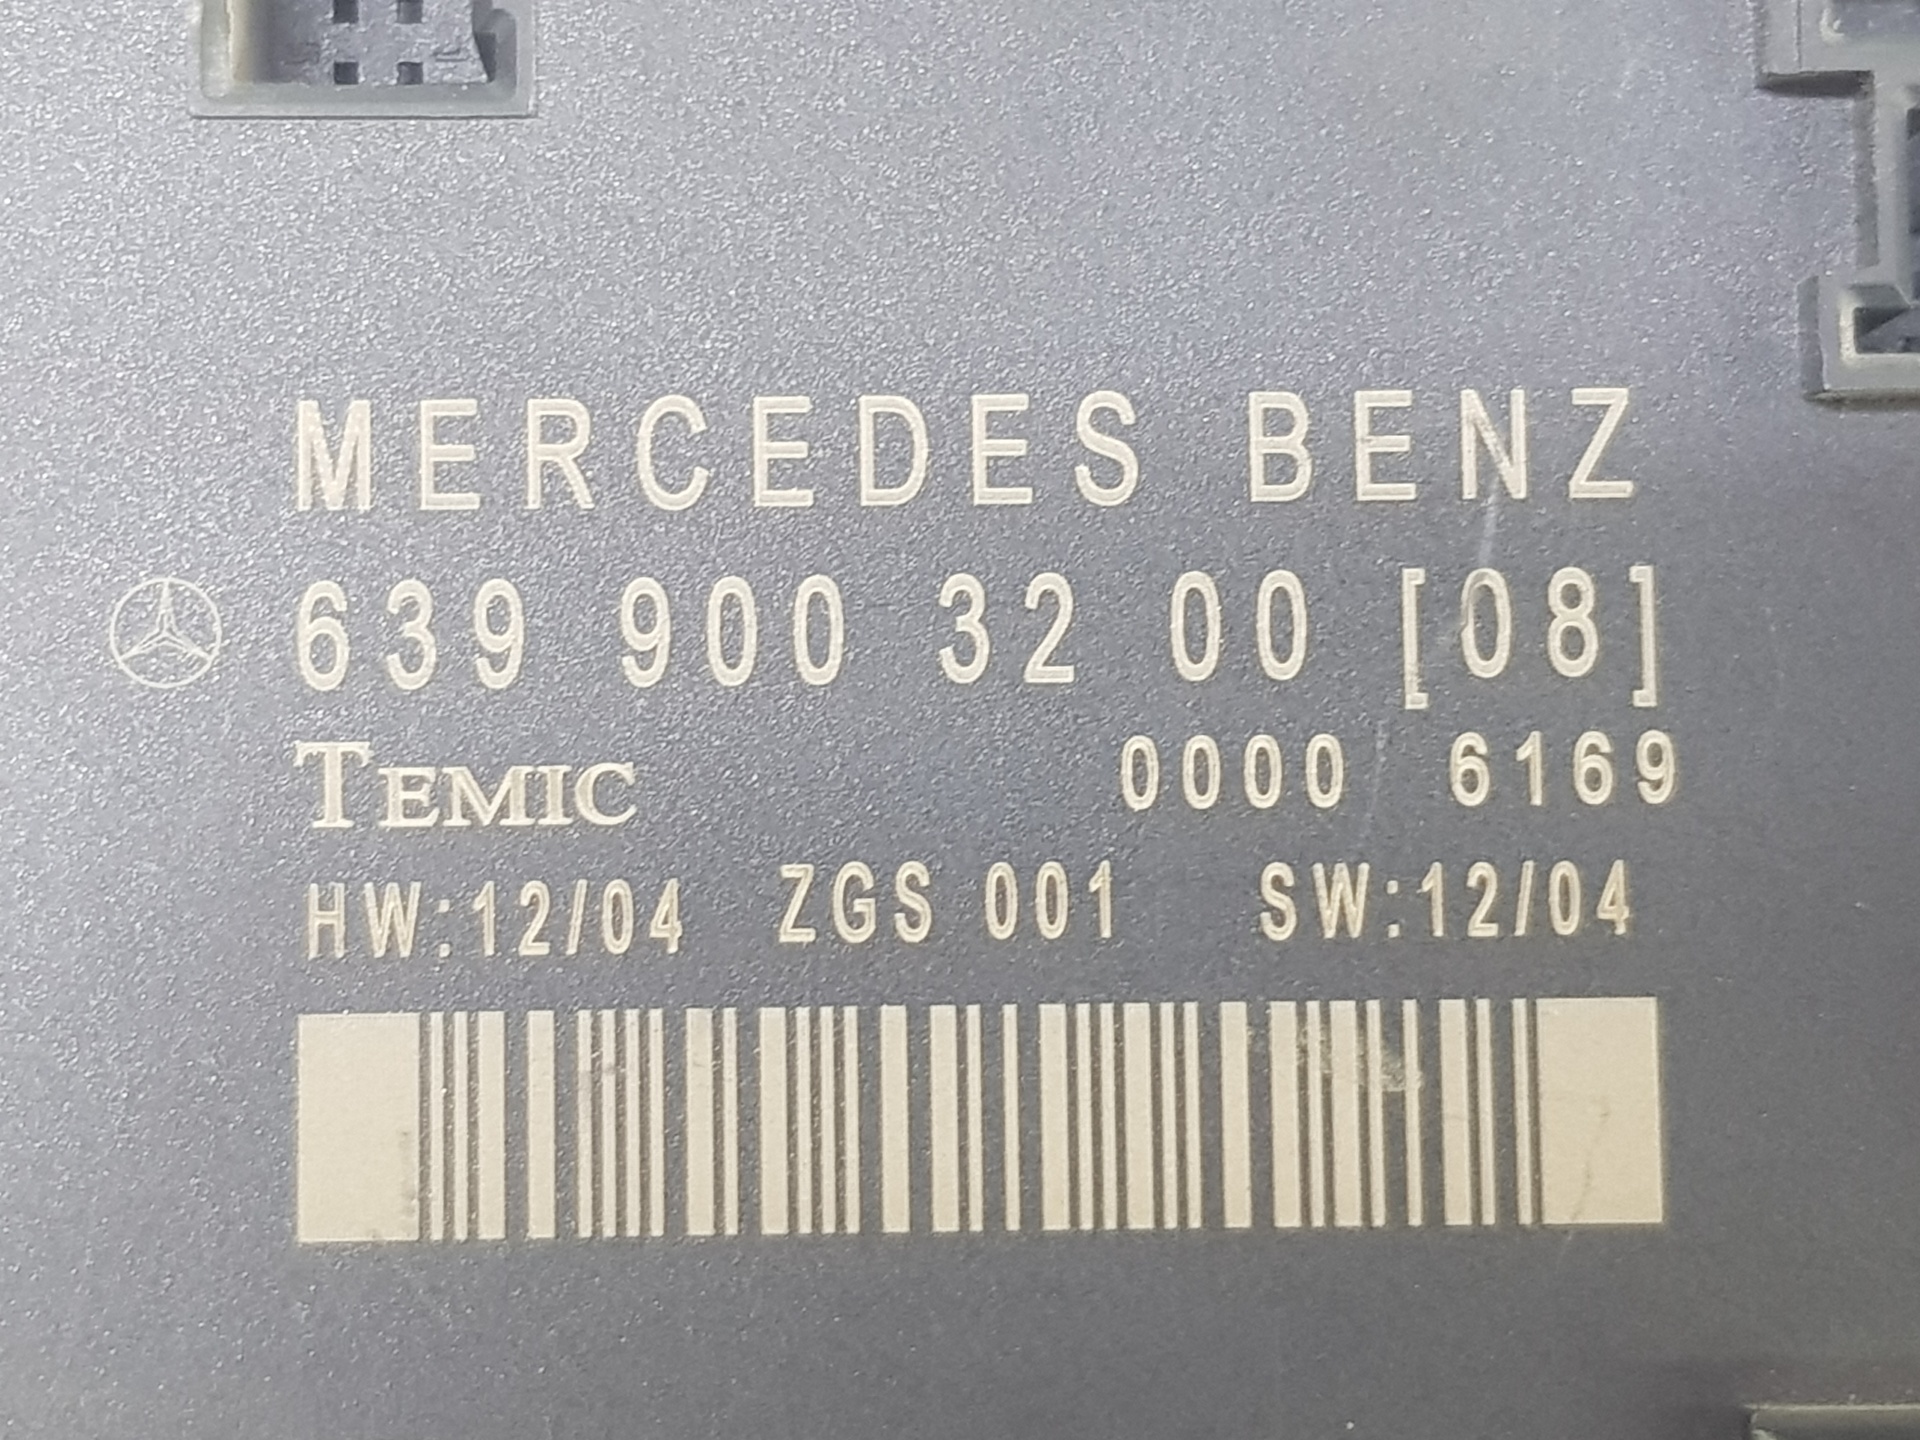 MERCEDES BENZ
639 900 32 00 [08]
TEMIC 0000 6169
HW:12/04 ZGS 001 SW:12/04